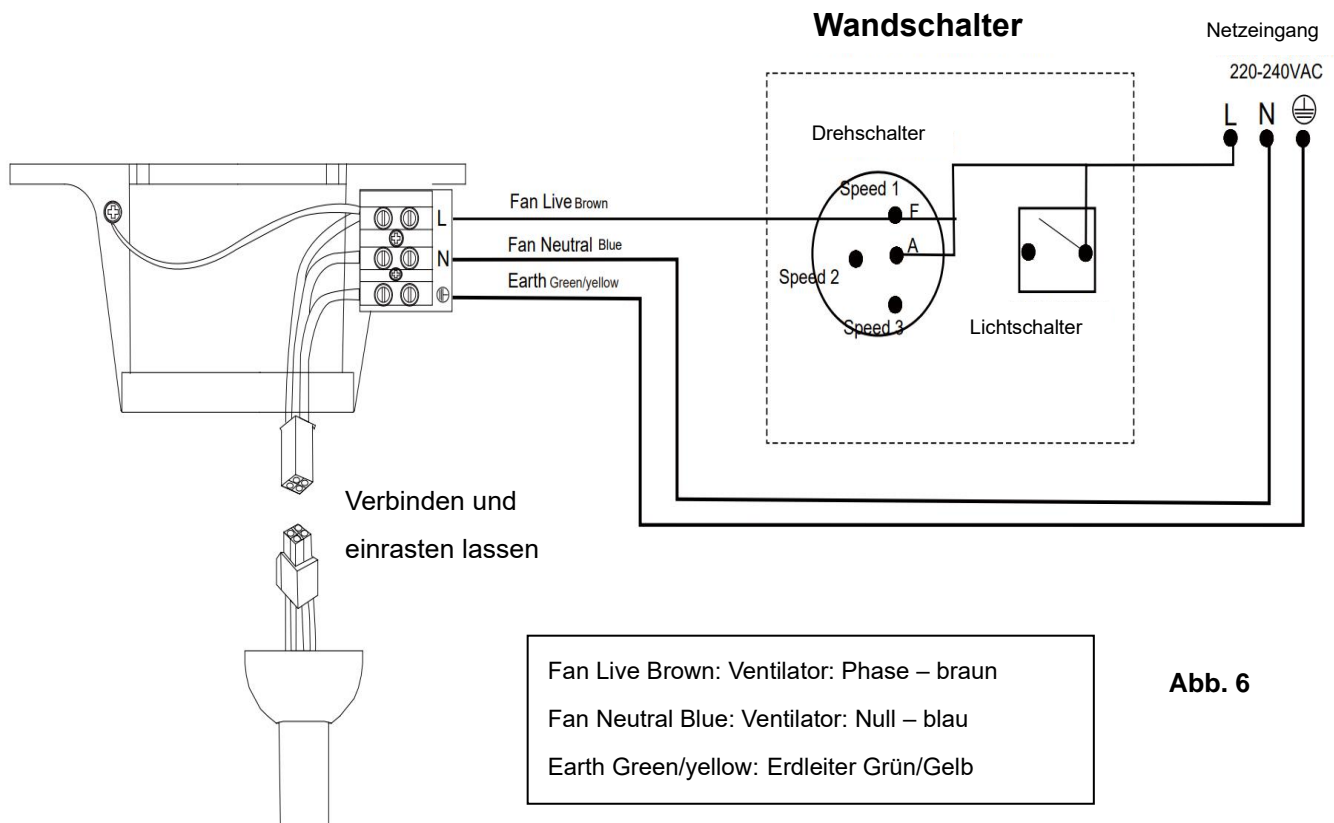 Wandschalter
Netzeingang
220-240VAC
L N
Drehschalter
Speed 1
F
A
Speed 2
Speed 3
Lichtschalter
Fan Live Brown
Fan Neutral Blue
Earth Green/yellow
L
N
Verbinden und
einrasten lassen
Fan Live Brown: Ventilator: Phase – braun
Fan Neutral Blue: Ventilator: Null – blau
Earth Green/yellow: Erdleiter Grün/Gelb
Abb. 6